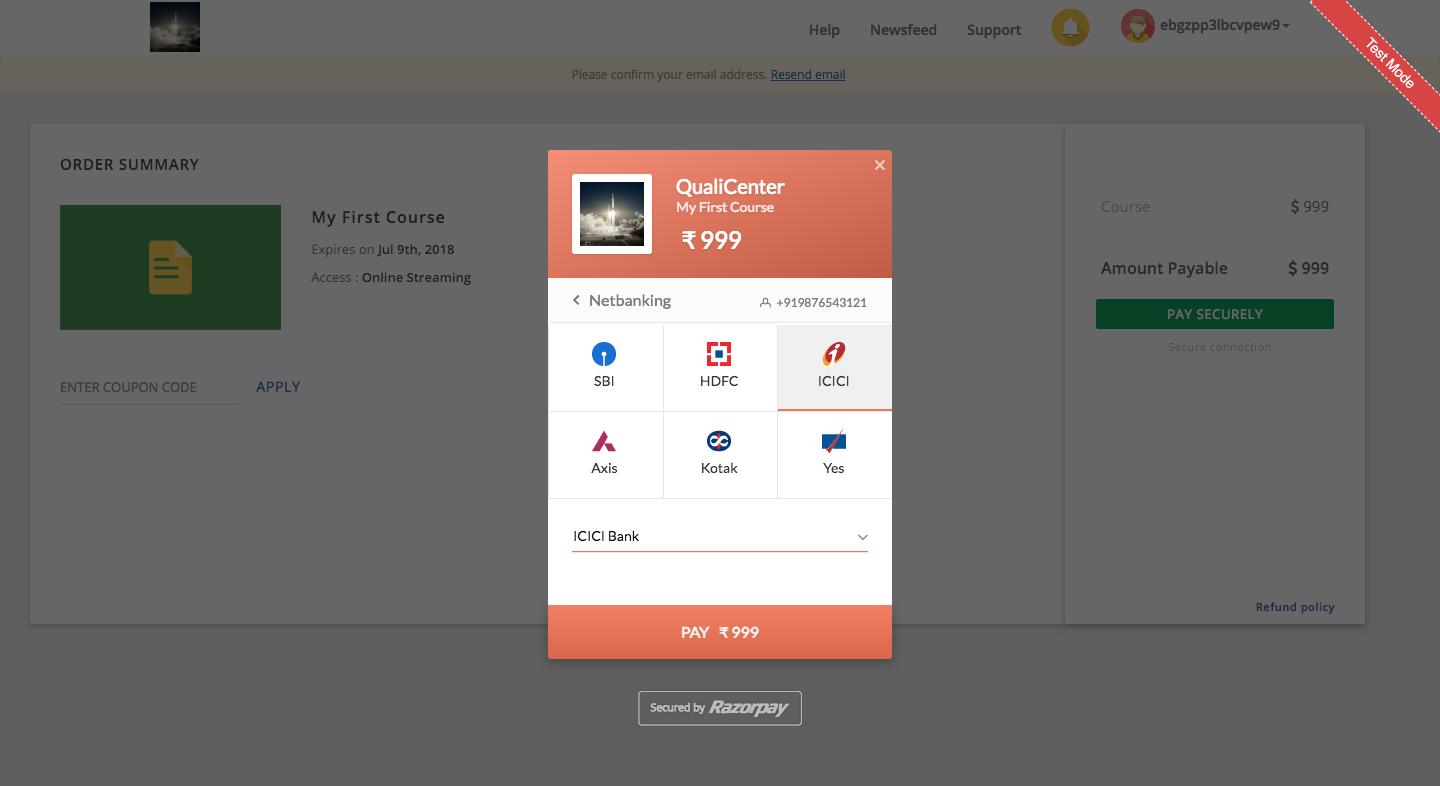 Help Newsfeed Support ebgzpp3lbcvpew9
Test Mode
Please confirm your email address. Resend email
ORDER SUMMARY
My First Course
Expires on Jul 9th, 2018
Access : Online Streaming
ENTER COUPON CODE APPLY
QualiCenter
My First Course
₹ 999
Netbanking +919876543121
SBI HDFC ICICI
Axis Kotak Yes
ICICI Bank
PAY ₹ 999
Secured by Razorpay
Course $ 999
Amount Payable $ 999
PAY SECURELY
Secure connection
Refund policy